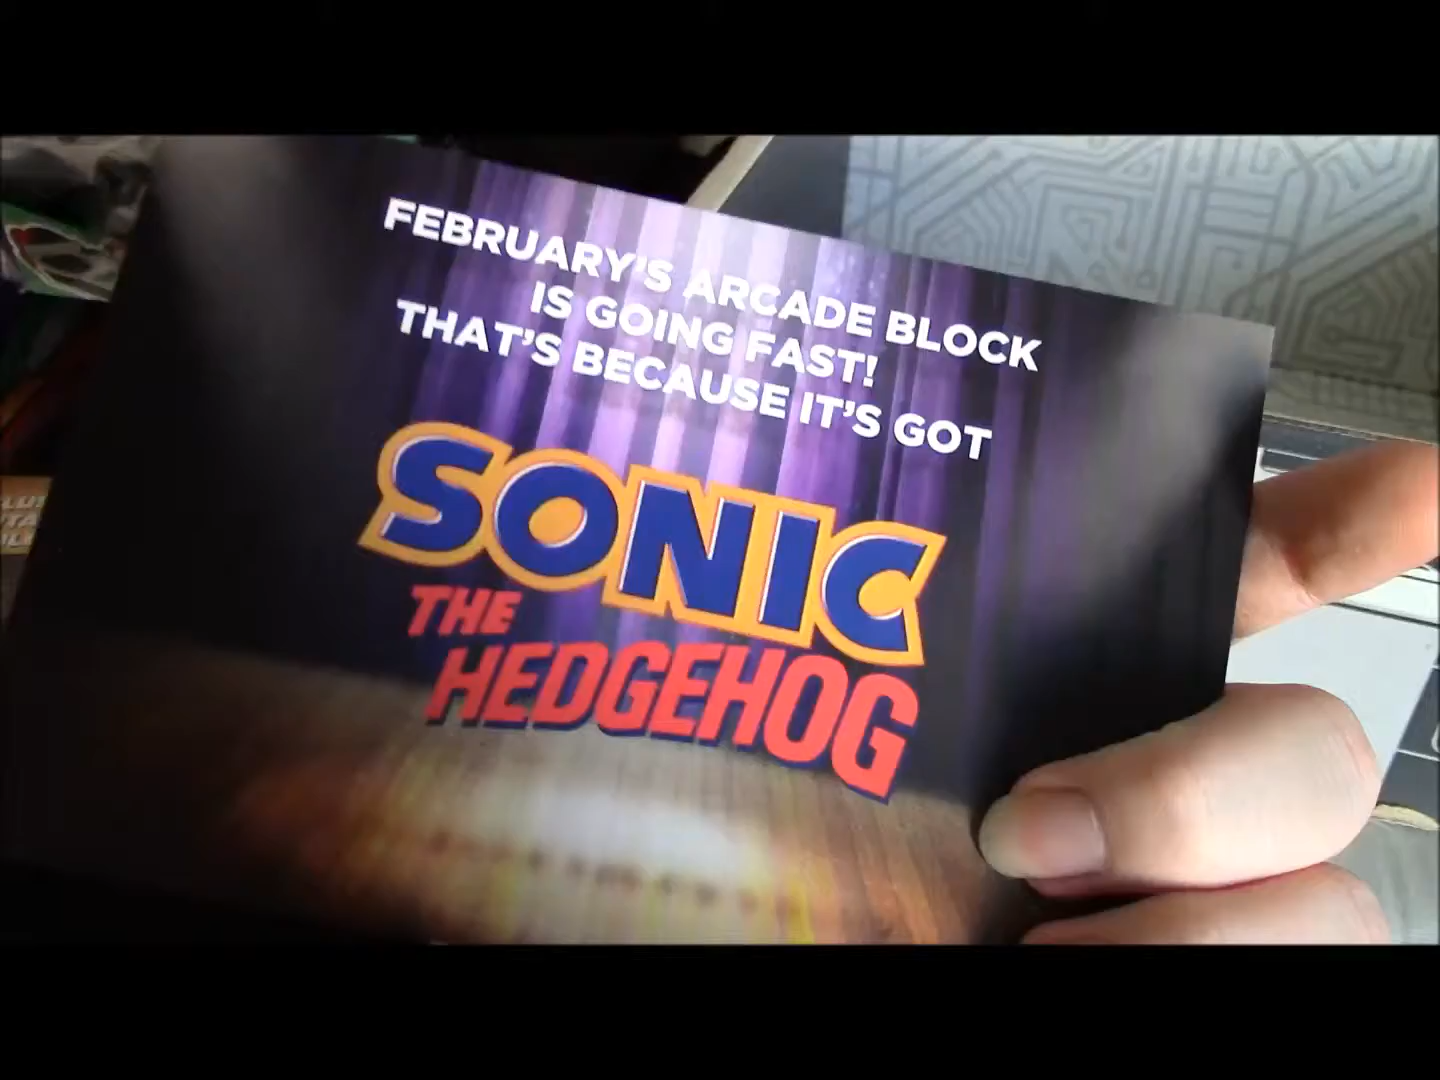 FEBRUARY'S ARCADE BLOCK
IS GOING FAST!
THAT'S BECAUSE IT'S GOT
SONIC
THE
HEDGEHOG